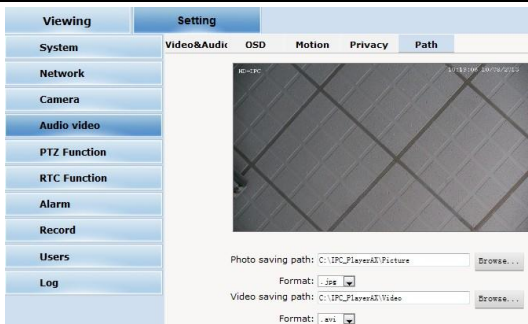 Viewing Setting
System
Network
Camera
Audio video
PTZ Function
RTC Function
Alarm
Record
Users
Log
Video&Audic OSD Motion Privacy Path
HD-IPC
Photo saving path: C:\IPC_PlayerAX\Picture Browse...
Format: .jpg
Video saving path: C:\IPC_PlayerAX\Video Browse...
Format: .avi